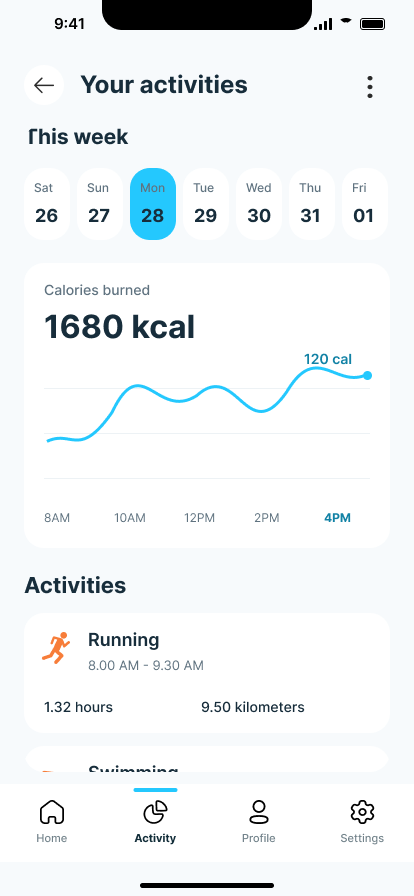 9:41
Your activities
This week
Sat Sun Mon Tue Wed Thu Fri
26 27 28 29 30 31 01
Calories burned
1680 kcal
120 cal
8AM 10AM 12PM 2PM 4PM
Activities
Running
8.00 AM - 9.30 AM
1.32 hours 9.50 kilometers
Swimming
Home Activity Profile Settings